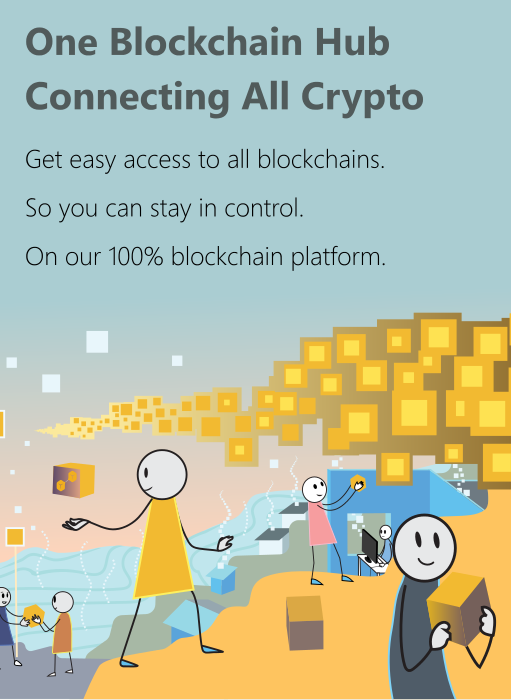 One Blockchain Hub
Connecting All Crypto
Get easy access to all blockchains.
So you can stay in control.
On our 100% blockchain platform.